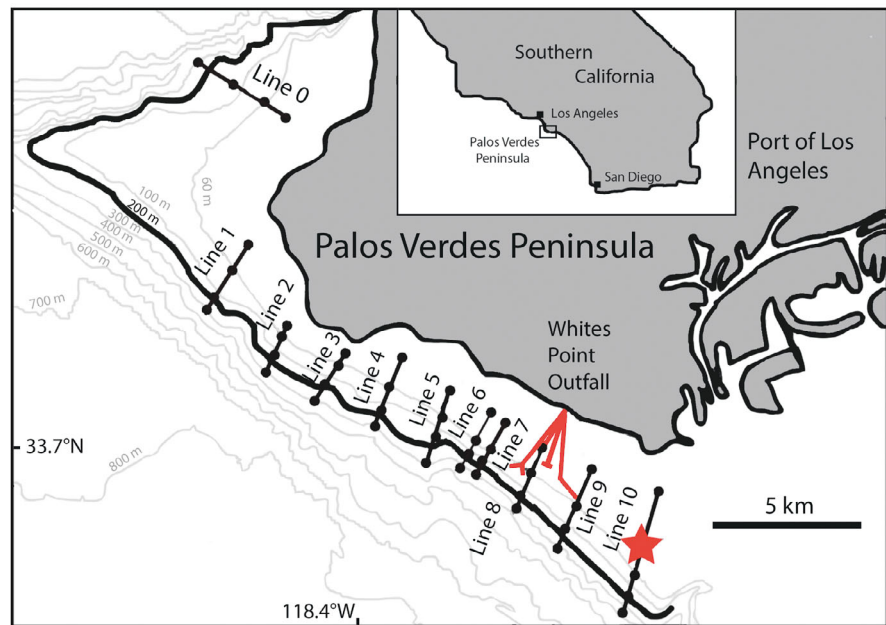 Southern
California
Los Angeles
Palos Verdes
Peninsula
San Diego
Port of Los
Angeles
Line 0
60 m
100 m
200 m
300 m
400 m
500 m
600 m
700 m
Line 1
Palos Verdes Peninsula
Line 2
Line 3
Line 4
Line 5
Line 6
Line 7
Whites
Point
Outfall
33.7°N
800 m
Line 8
Line 9
Line 10
5 km
118.4°W